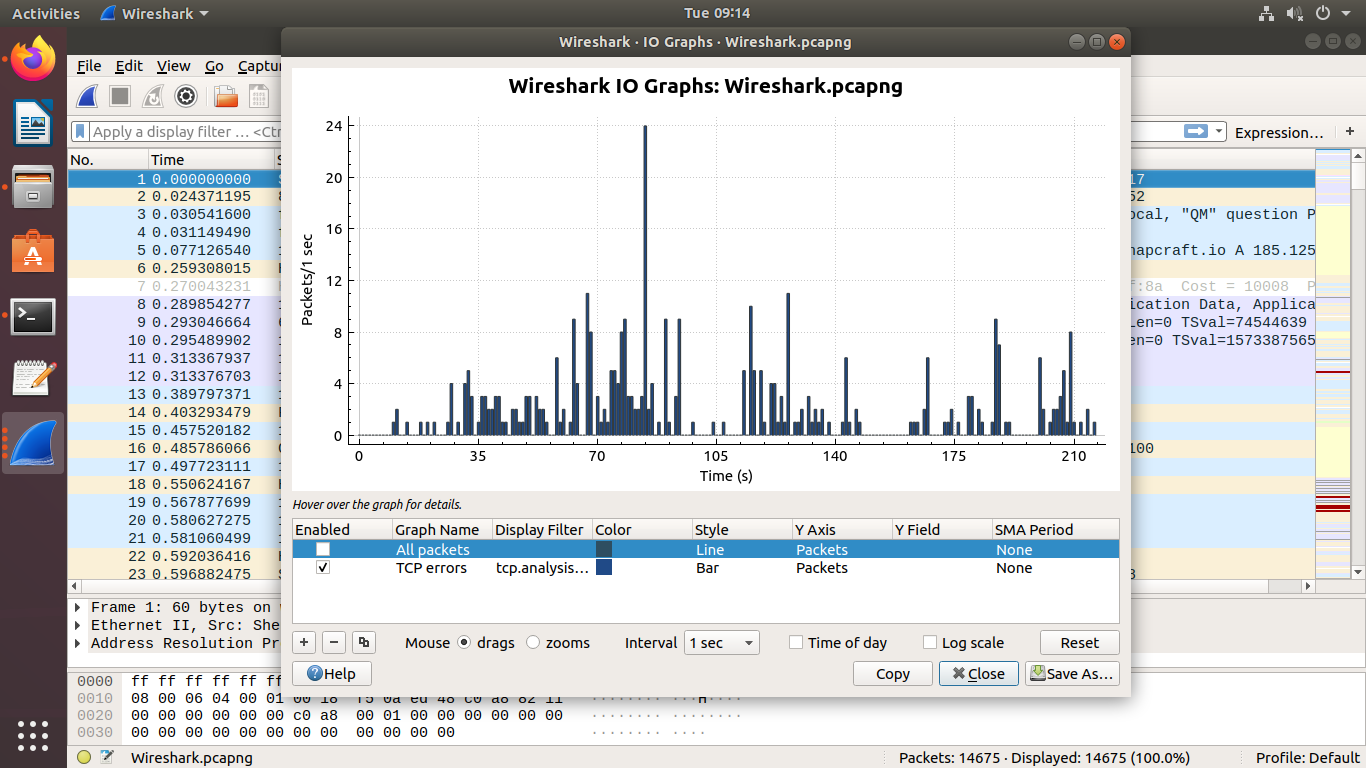 Activities Wireshark Tue 09:14
Wireshark · IO Graphs · Wireshark.pcapng
File Edit View Go Captu
Wireshark IO Graphs: Wireshark.pcapng
Apply a display filter … <Ctr
Expression… +
No. Time
1 0.000000000
2 0.024371195
3 0.030541600
4 0.031149490
5 0.077126540
6 0.259308015
7 0.270043231
8 0.289854277
9 0.293046664
10 0.295489902
11 0.313367937
12 0.313376703
13 0.389797371
14 0.403293479
15 0.457520182
16 0.485786066
17 0.497723111
18 0.550624167
19 0.567877699
20 0.580627275
21 0.581060499
22 0.592036416
23 0.596882475
17
52
ocal, "QM" question P
napcraft.io A 185.125
f:8a Cost = 10008 P
ication Data, Applica
Len=0 TSval=74544639
en=0 TSval=1573387565
100
24
20
16
12
8
4
0
Packets/1 sec
0 35 70 105 140 175 210
Time (s)
Hover over the graph for details.
Enabled Graph Name Display Filter Color Style Y Axis Y Field SMA Period
All packets Line Packets None
TCP errors tcp.analysis… Bar Packets None
+ − Mouse drags zooms Interval 1 sec Time of day Log scale Reset
Help Copy Close Save As…
Frame 1: 60 bytes on
Ethernet II, Src: She
Address Resolution Pr
0000 ff ff ff ff ff ff
0010 08 00 06 04 00 01 00 18 f5 0a ed 48 c0 a8 82 11 ········ ···H····
0020 00 00 00 00 00 00 c0 a8 00 01 00 00 00 00 00 00 ········ ········
0030 00 00 00 00 00 00 00 00 00 00 00 00 ········ ····
Wireshark.pcapng Packets: 14675 · Displayed: 14675 (100.0%) Profile: Default